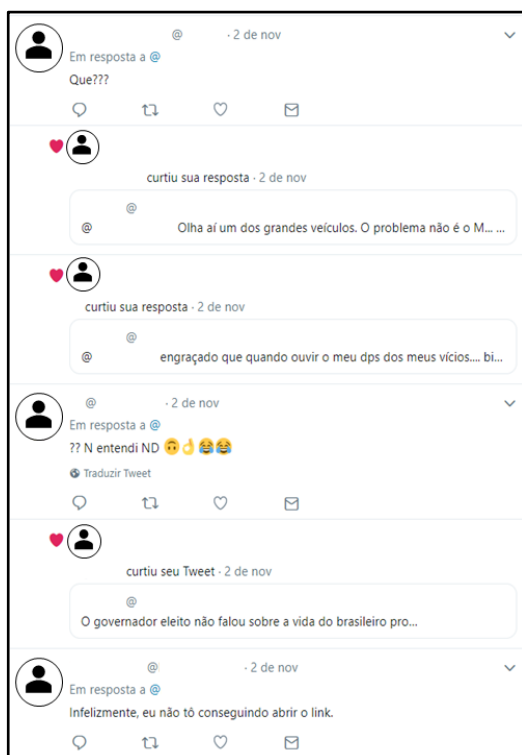 @ · 2 de nov
Em resposta a @
Que???
curtiu sua resposta · 2 de nov
@
@ Olha aí um dos grandes veículos. O problema não é o M... ...
curtiu sua resposta · 2 de nov
@
@ engraçado que quando ouvir o meu dps dos meus vícios.... bi...
@ · 2 de nov
Em resposta a @
?? N entendi ND 🙃👌😂😂
Traduzir Tweet
curtiu seu Tweet · 2 de nov
@
O governador eleito não falou sobre a vida do brasileiro pro...
@ · 2 de nov
Em resposta a @
Infelizmente, eu não tô conseguindo abrir o link.